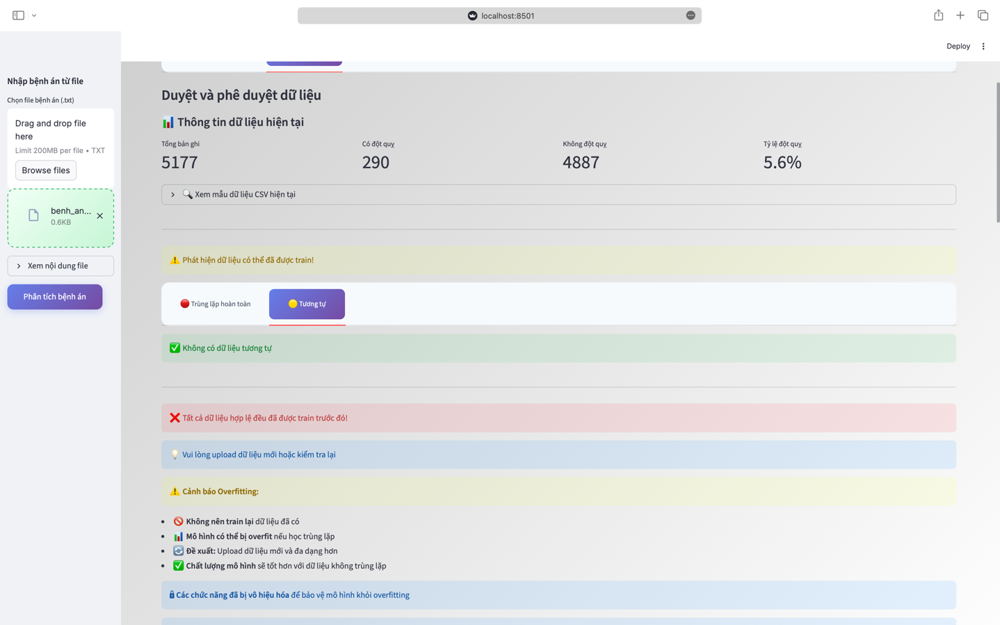 localhost:8501
Deploy
Nhập bệnh án từ file
Chọn file bệnh án (.txt)
Drag and drop file
here
Limit 200MB per file • TXT
Browse files
benh_an...
0.6KB
Xem nội dung file
Phân tích bệnh án
Duyệt và phê duyệt dữ liệu
📊 Thông tin dữ liệu hiện tại
Tổng bản ghi
5177
Có đột quỵ
290
Không đột quỵ
4887
Tỷ lệ đột quỵ
5.6%
🔍 Xem mẫu dữ liệu CSV hiện tại
⚠️ Phát hiện dữ liệu có thể đã được train!
🔴 Trùng lặp hoàn toàn
🟡 Tương tự
✅ Không có dữ liệu tương tự
❌ Tất cả dữ liệu hợp lệ đều đã được train trước đó!
💡 Vui lòng upload dữ liệu mới hoặc kiểm tra lại
⚠️ Cảnh báo Overfitting:
• 🚫 Không nên train lại dữ liệu đã có
• 📊 Mô hình có thể bị overfit nếu học trùng lặp
• 🔄 Đề xuất: Upload dữ liệu mới và đa dạng hơn
• ✅ Chất lượng mô hình sẽ tốt hơn với dữ liệu không trùng lặp
🔒 Các chức năng đã bị vô hiệu hóa để bảo vệ mô hình khỏi overfitting